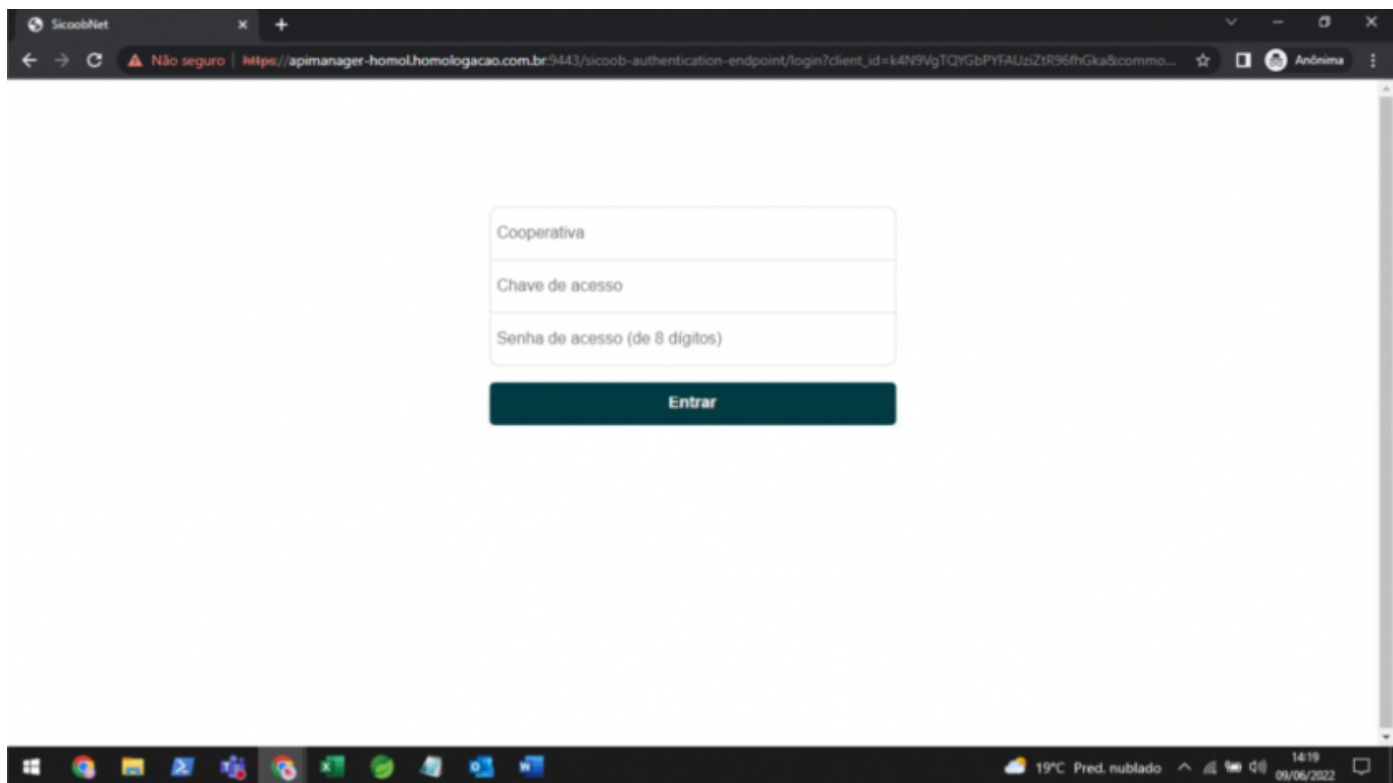 SicoobNet
Não seguro | https://apimanager-homol.homologacao.com.br:9443/sicoob-authentication-endpoint/login?client_id=k4N9VgTQYGbPYFAUziZtR96fhGka&commo... Anônima
Cooperativa
Chave de acesso
Senha de acesso (de 8 dígitos)
Entrar
19°C Pred. nublado
14:19
09/06/2022